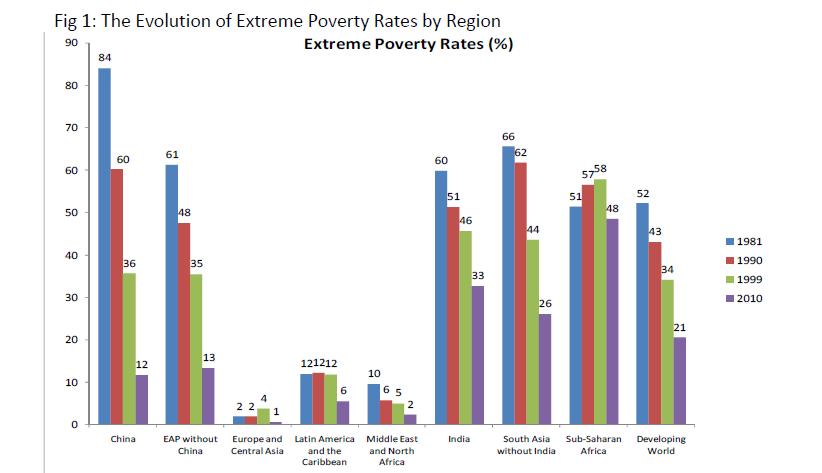 Fig 1: The Evolution of Extreme Poverty Rates by Region
Extreme Poverty Rates (%)
90
80
70
60
50
40
30
20
10
0
84
60
36
12
61
48
35
13
2
2
4
1
12
12
12
6
10
6
5
2
60
51
46
33
66
62
44
26
51
57
58
48
52
43
34
21
China
EAP without
China
Europe and
Central Asia
Latin America
and the
Caribbean
Middle East
and North
Africa
India
South Asia
without India
Sub-Saharan
Africa
Developing
World
1981
1990
1999
2010